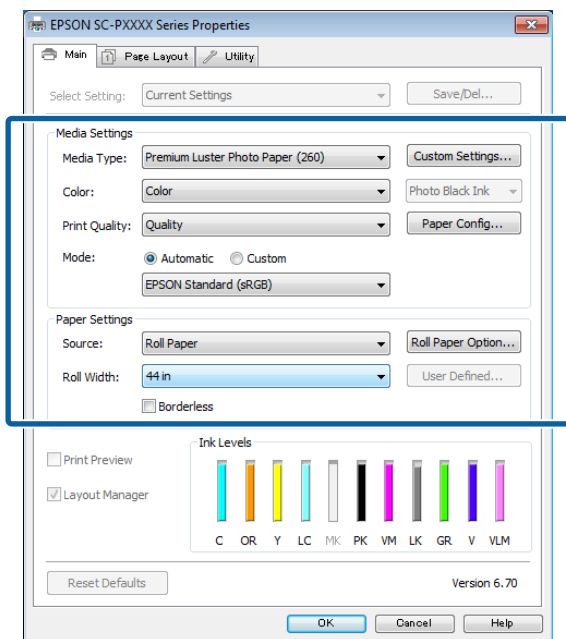 EPSON SC-PXXXX Series Properties
Main Page Layout Utility
Select Setting: Current Settings Save/Del...
Media Settings
Media Type: Premium Luster Photo Paper (260) Custom Settings...
Color: Color Photo Black Ink
Print Quality: Quality Paper Config...
Mode: Automatic Custom
EPSON Standard (sRGB)
Paper Settings
Source: Roll Paper Roll Paper Option...
Roll Width: 44 in User Defined...
Borderless
Ink Levels
Print Preview
Layout Manager
C OR Y LC MK PK VM LK GR V VLM
Reset Defaults Version 6.70
OK Cancel Help